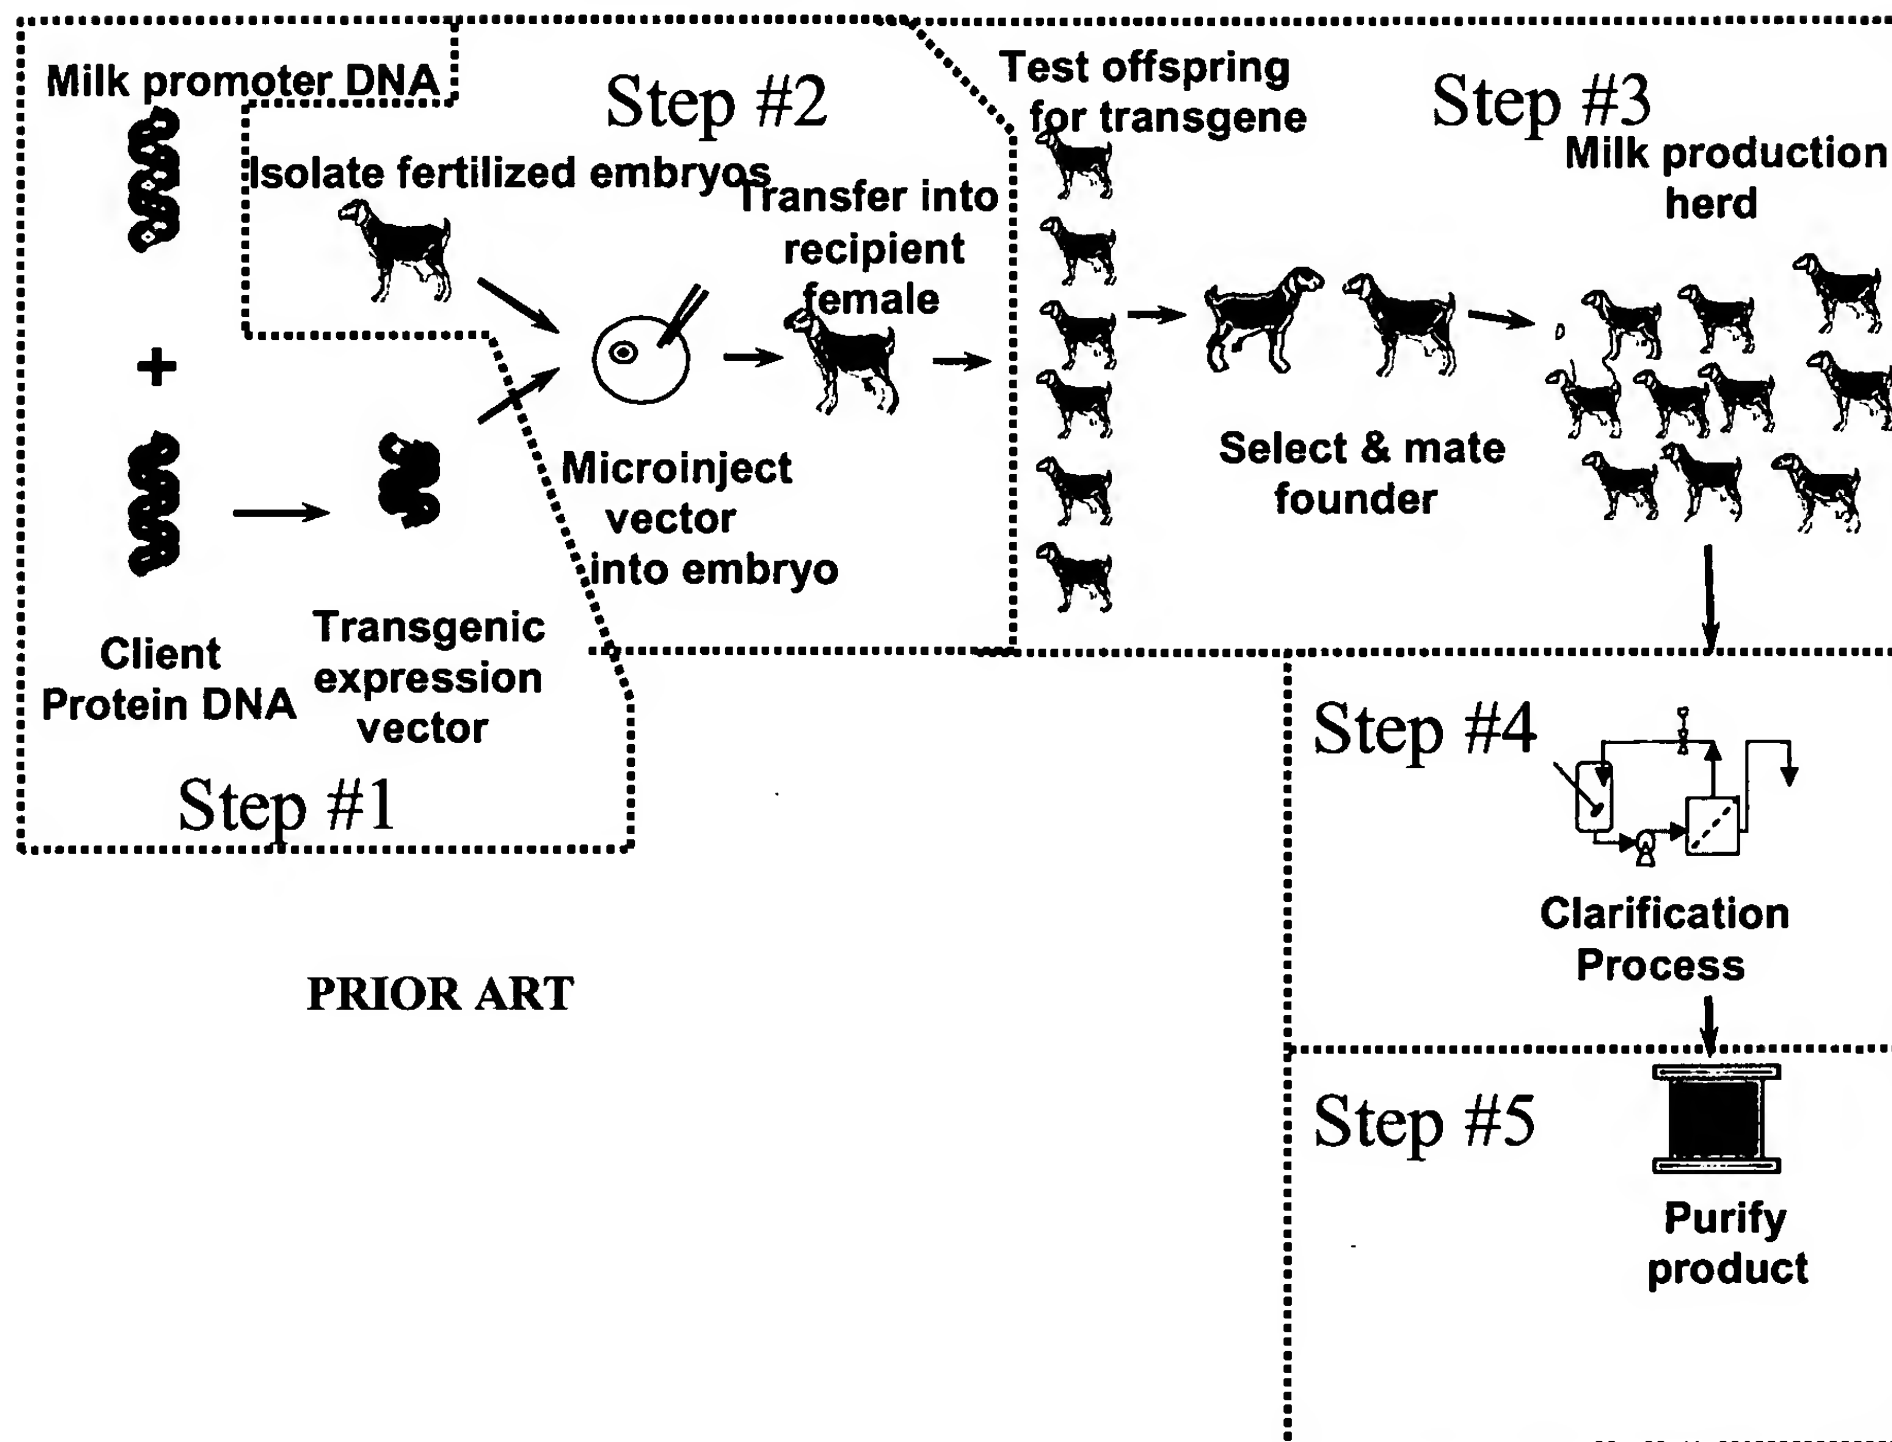 Milk promoter DNA
+
Client
Protein DNA
Transgenic
expression
vector
Step #1
Step #2
Isolate fertilized embryos
Transfer into
recipient
female
Microinject
vector
into embryo
Test offspring
for transgene
Step #3
Milk production
herd
Select & mate
founder
Step #4
Clarification
Process
Step #5
Purify
product
PRIOR ART